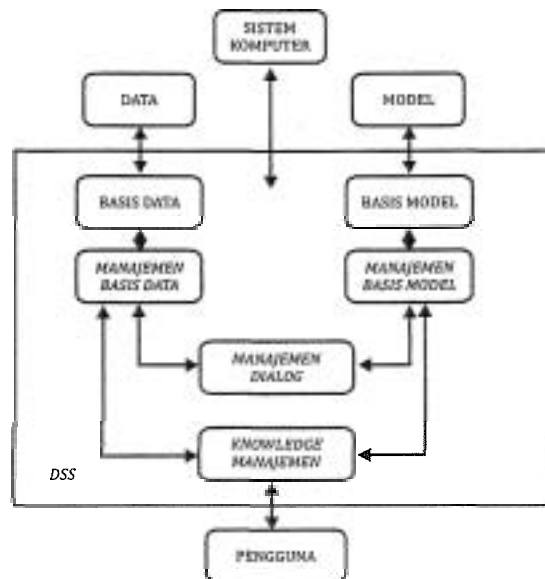 SISTEM
KOMPUTER
DATA
MODEL
BASIS DATA
BASIS MODEL
MANAJEMEN
BASIS DATA
MANAJEMEN
BASIS MODEL
MANAJEMEN
DIALOG
KNOWLEDGE
MANAJEMEN
DSS
PENGGUNA